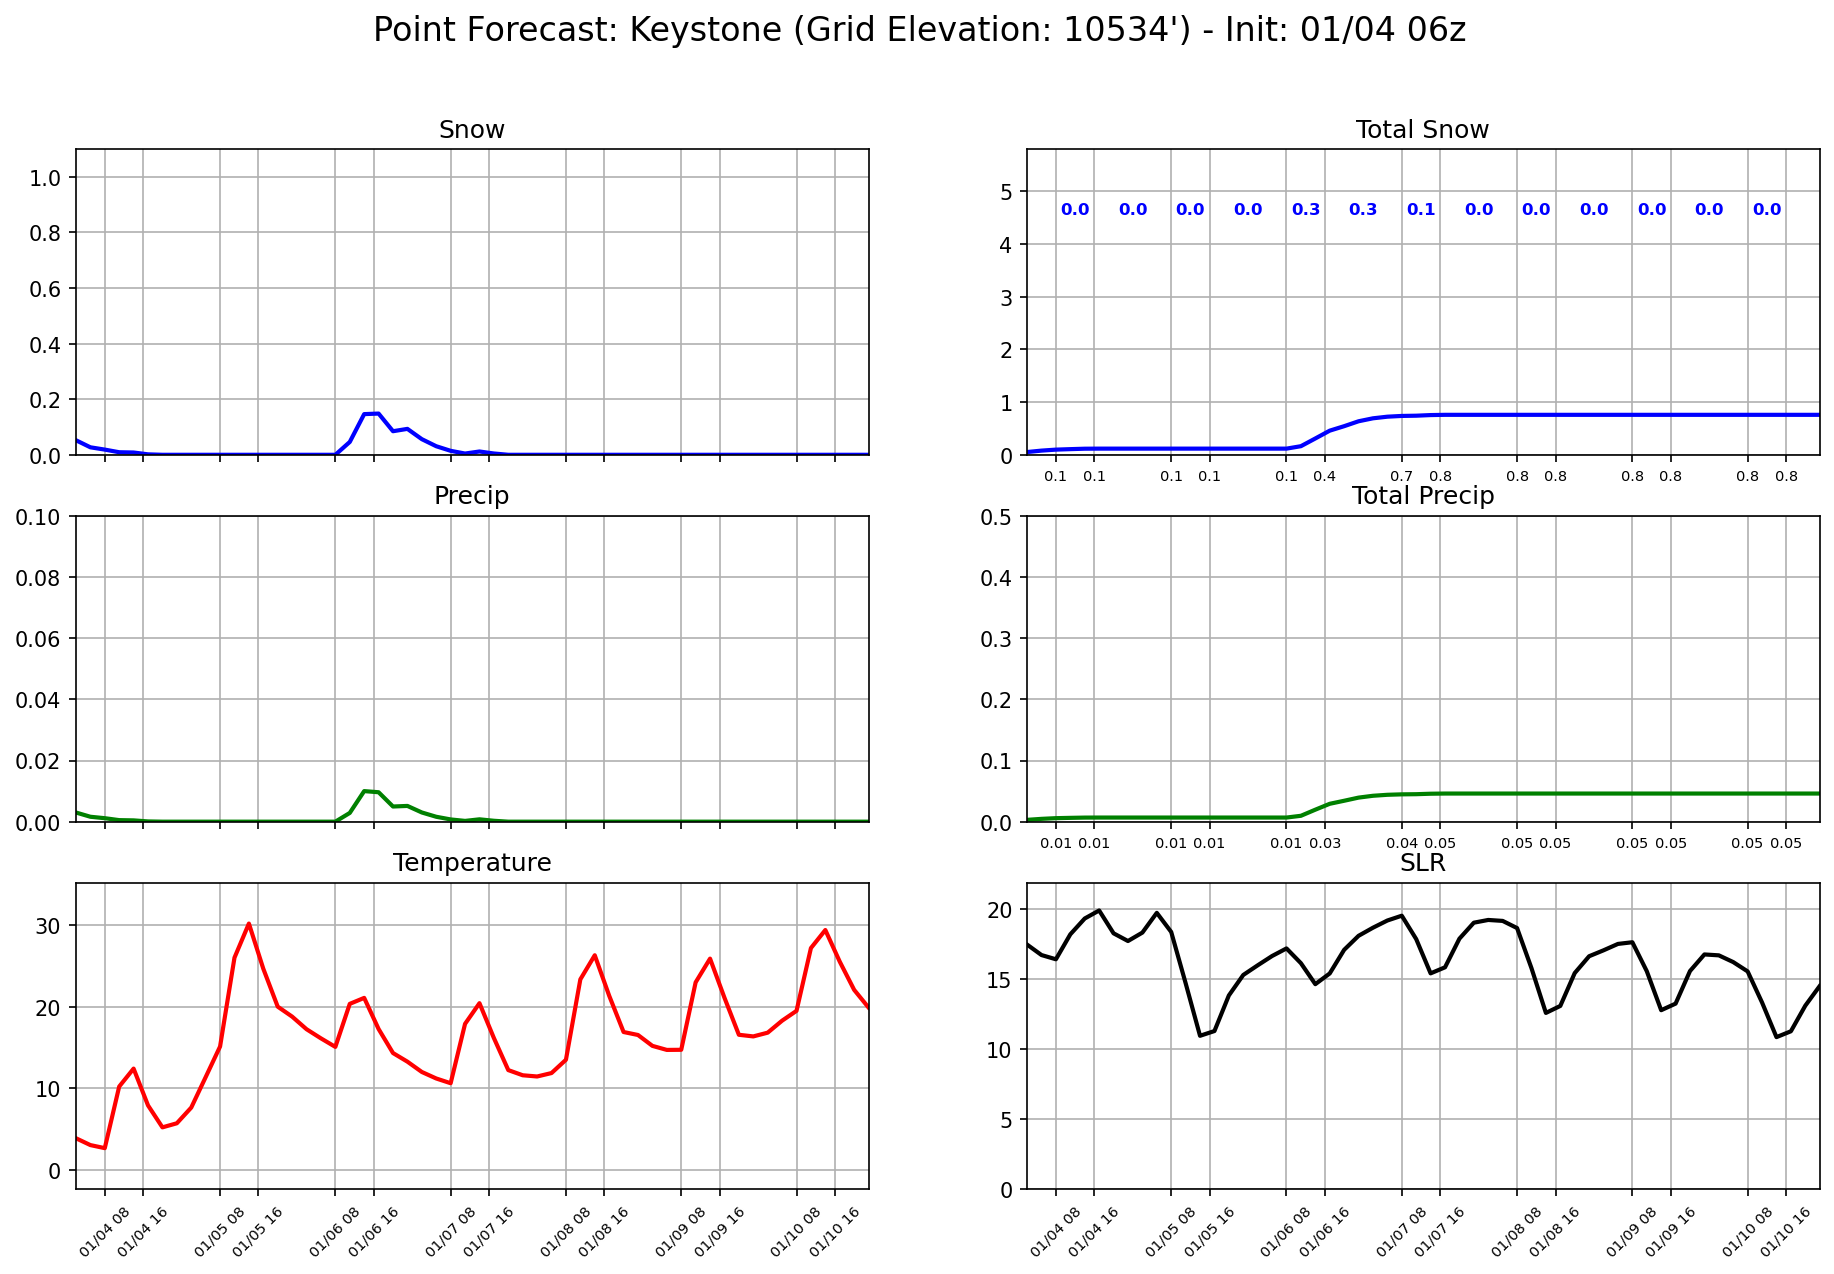 Point Forecast: Keystone (Grid Elevation: 10534') - Init: 01/04 06z
Snow
1.0
0.8
0.6
0.4
0.2
0.0
Total Snow
5
4
3
2
1
0
0.0 0.0 0.0 0.0 0.3 0.3 0.1 0.0 0.0 0.0 0.0 0.0 0.0
0.1 0.1 0.1 0.1 0.1 0.4 0.7 0.8 0.8 0.8 0.8 0.8 0.8 0.8
Precip
0.10
0.08
0.06
0.04
0.02
0.00
Total Precip
0.5
0.4
0.3
0.2
0.1
0.0
0.01 0.01 0.01 0.01 0.01 0.03 0.04 0.05 0.05 0.05 0.05 0.05 0.05 0.05
Temperature
30
20
10
0
01/04 08 01/04 16 01/05 08 01/05 16 01/06 08 01/06 16 01/07 08 01/07 16 01/08 08 01/08 16 01/09 08 01/09 16 01/10 08 01/10 16
SLR
20
15
10
5
0
01/04 08 01/04 16 01/05 08 01/05 16 01/06 08 01/06 16 01/07 08 01/07 16 01/08 08 01/08 16 01/09 08 01/09 16 01/10 08 01/10 16